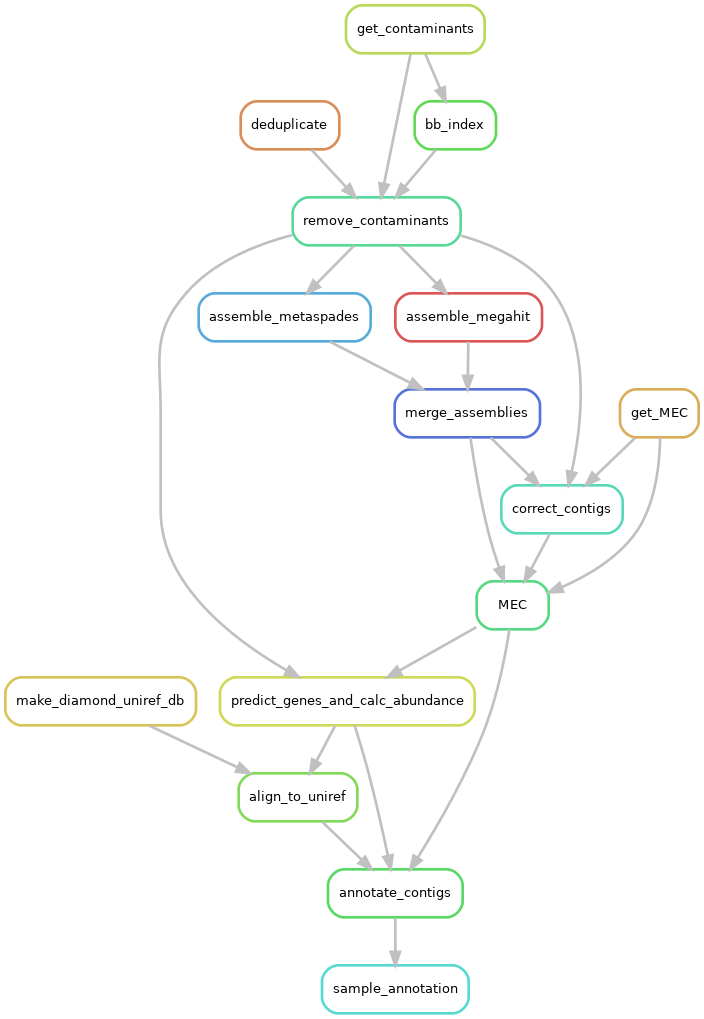 get_contaminants
deduplicate
bb_index
remove_contaminants
assemble_metaspades
assemble_megahit
merge_assemblies
get_MEC
correct_contigs
MEC
make_diamond_uniref_db
predict_genes_and_calc_abundance
align_to_uniref
annotate_contigs
sample_annotation